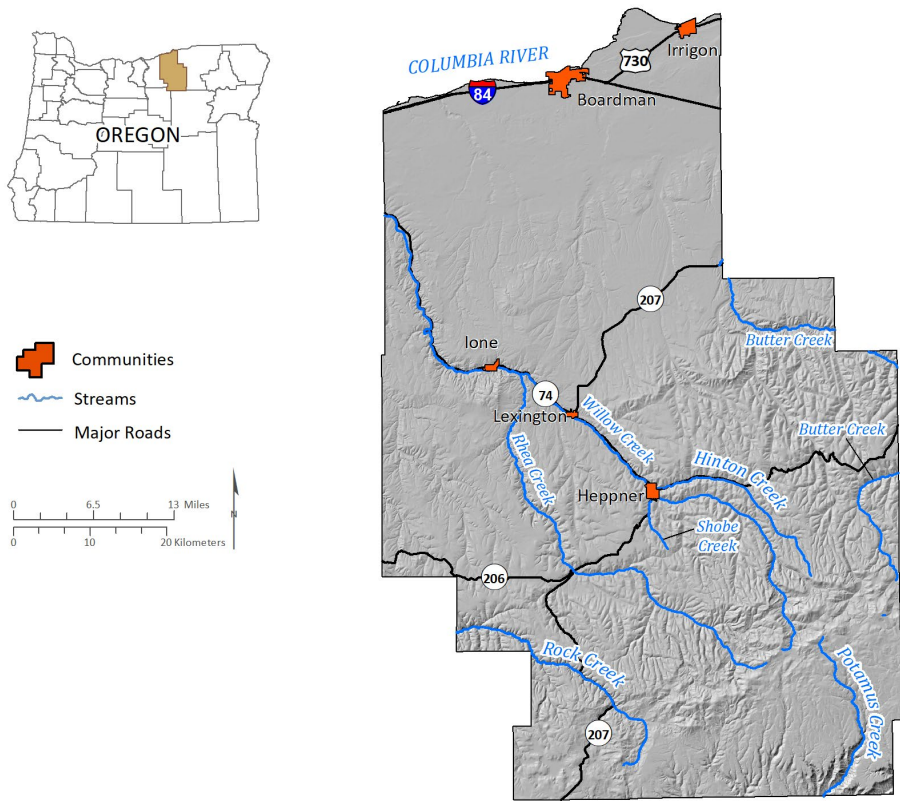 OREGON
Communities
Streams
Major Roads
0 6.5 13 Miles
0 10 20 Kilometers
N
COLUMBIA RIVER
84
730
Irrigon
Boardman
207
Butter Creek
Ione
74
Lexington
Willow Creek
Rhea Creek
Butter Creek
Hinton Creek
Heppner
Shobe
Creek
206
Rock Creek
Potamus Creek
207